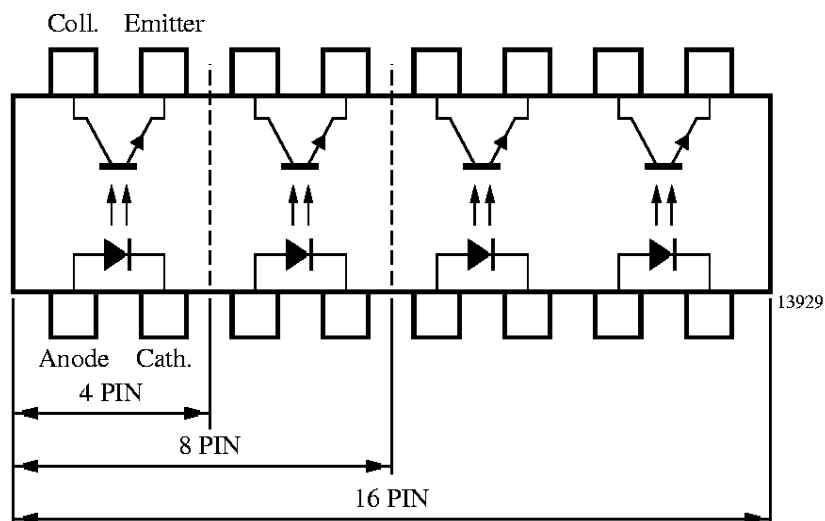 Coll. Emitter
13929
Anode Cath.
4 PIN
8 PIN
16 PIN